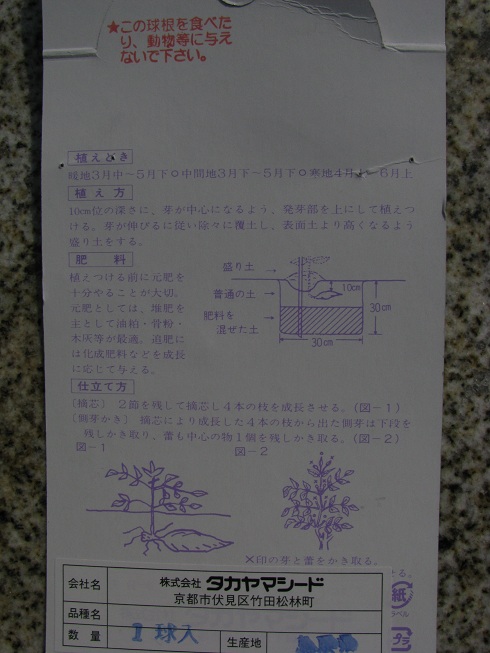 ★この球根を食べた
り、動物等に与え
ないで下さい。
植えどき
暖地3月中〜5月下○中間地3月下〜5月下○寒地4月上〜6月上
植え方
10cm位の深さに、芽が中心になるよう、発芽部を上にして植えつ
ける。芽が伸びるに従い除々に覆土し、表面土より高くなるよう
盛り土をする。
肥料
植えつける前に元肥を
十分やることが大切。
元肥としては、地肥を
主として油粕・骨粉・
木灰等が最適。追肥に
は化成肥料などを成長
に応じて与える。
盛り土
普通の土
肥料を
混ぜた土
10cm
30cm
30cm
仕立て方
〔摘芯〕 2節を残して摘芯し4本の枝を成長させる。(図−1)
〔側芽かき〕 摘芯により成長した4本の枝から出た側芽は下段を
残しかき取り、蕾も中心の物1個を残しかき取る。(図−2)
図−1
図−2
×印の芽と蕾をかき取る。
る。
紙
ラベル
プラ
会社名 株式会社 タカヤマシード
京都市伏見区竹田松林町
品種名
数量 1球入 生産地